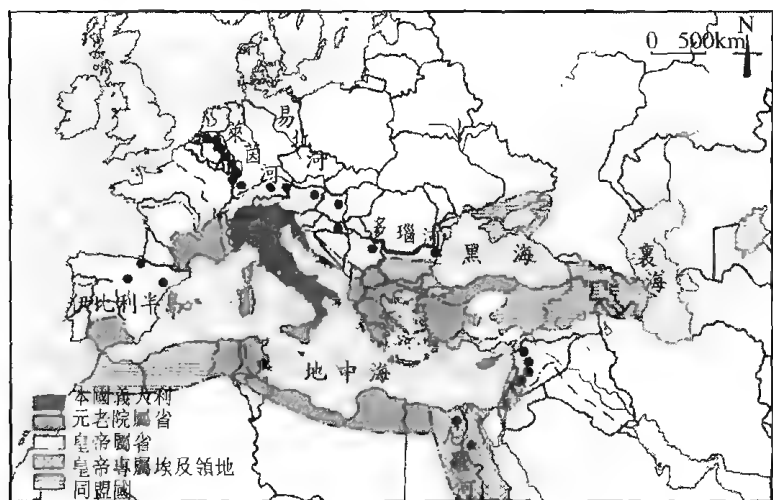 N
0 500km
易
北
河
萊
茵
河
多瑙河
黑海
裏
海
伊比利卡
地中海
河
本國義大利
元老院屬省
皇帝屬省
皇帝專屬埃及領地
同盟國